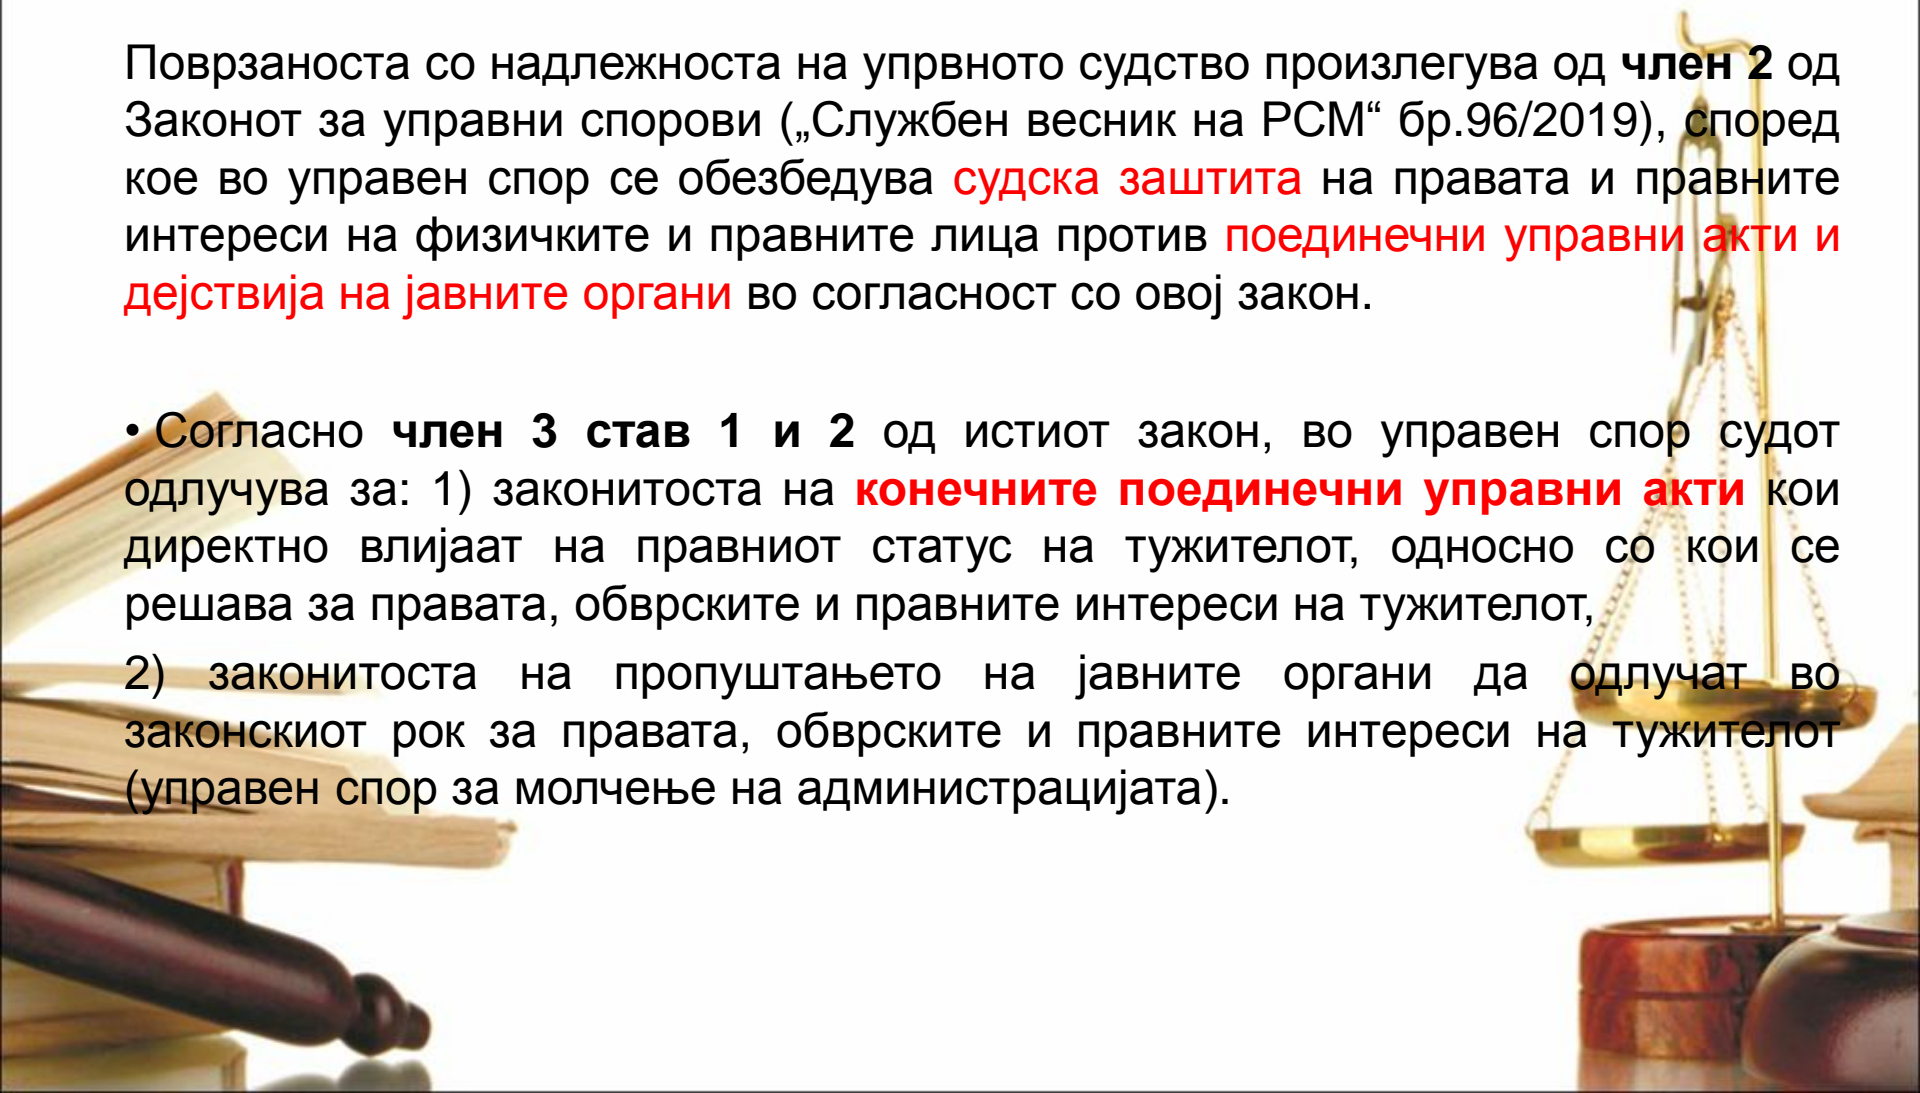 Поврзаноста со надлежноста на упрвното судство произлегува од член 2 од
Законот за управни спорови („Службен весник на РСМ“ бр.96/2019), според
кое во управен спор се обезбедува судска заштита на правата и правните
интереси на физичките и правните лица против поединечни управни акти и
дејствија на јавните органи во согласност со овој закон.
• Согласно член 3 став 1 и 2 од истиот закон, во управен спор судот
одлучува за: 1) законитоста на конечните поединечни управни акти кои
директно влијаат на правниот статус на тужителот, односно со кои се
решава за правата, обврските и правните интереси на тужителот,
2) законитоста на пропуштањето на јавните органи да одлучат во
законскиот рок за правата, обврските и правните интереси на тужителот
(управен спор за молчење на администрацијата).